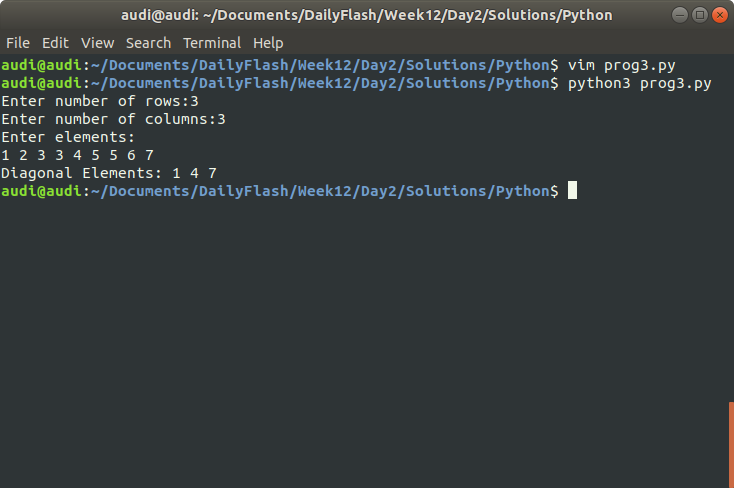 audi@audi: ~/Documents/DailyFlash/Week12/Day2/Solutions/Python
File Edit View Search Terminal Help
audi@audi:~/Documents/DailyFlash/Week12/Day2/Solutions/Python$ vim prog3.py
audi@audi:~/Documents/DailyFlash/Week12/Day2/Solutions/Python$ python3 prog3.py
Enter number of rows:3
Enter number of columns:3
Enter elements:
1 2 3 3 4 5 5 6 7
Diagonal Elements: 1 4 7
audi@audi:~/Documents/DailyFlash/Week12/Day2/Solutions/Python$